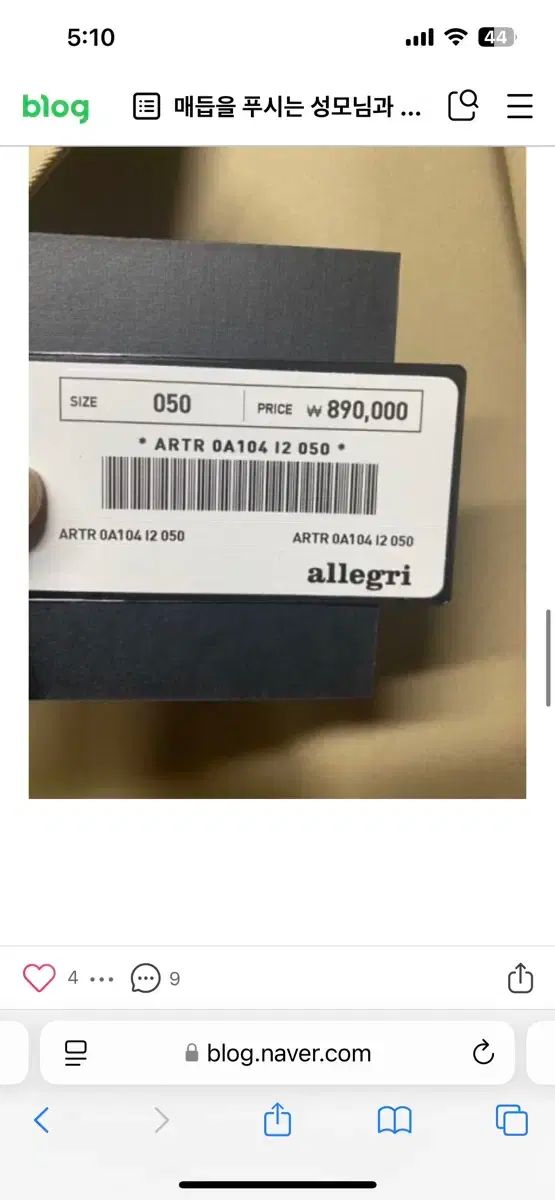 5:10
44
blog
매듭을 푸시는 성모님과 ...
SIZE 050 PRICE ₩ 890,000
* ARTR 0A104 I2 050 *
ARTR 0A104 I2 050 ARTR 0A104 I2 050
allegri
4 9
blog.naver.com